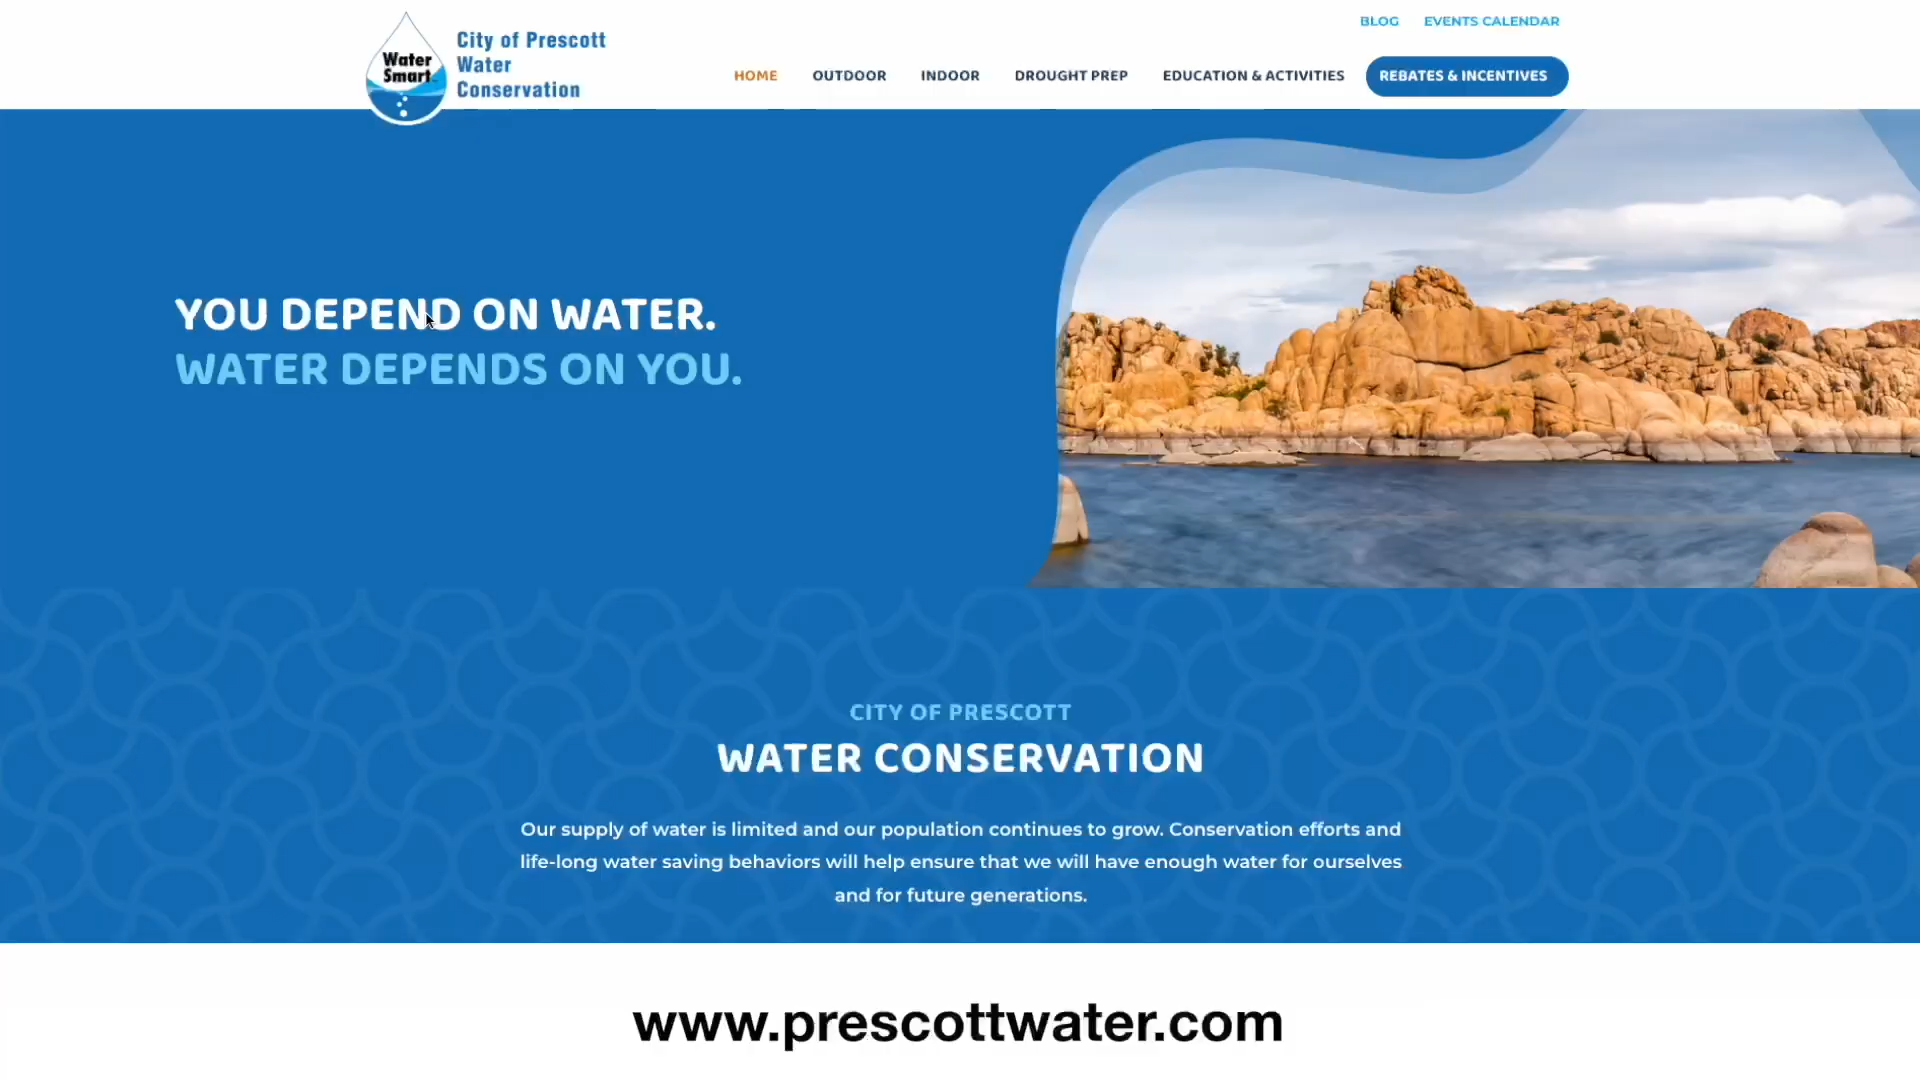 BLOG EVENTS CALENDAR
Water
Smart
City of Prescott
Water
Conservation
HOME OUTDOOR INDOOR DROUGHT PREP EDUCATION & ACTIVITIES REBATES & INCENTIVES
YOU DEPEND ON WATER.
WATER DEPENDS ON YOU.
CITY OF PRESCOTT
WATER CONSERVATION
Our supply of water is limited and our population continues to grow. Conservation efforts and
life-long water saving behaviors will help ensure that we will have enough water for ourselves
and for future generations.
www.prescottwater.com